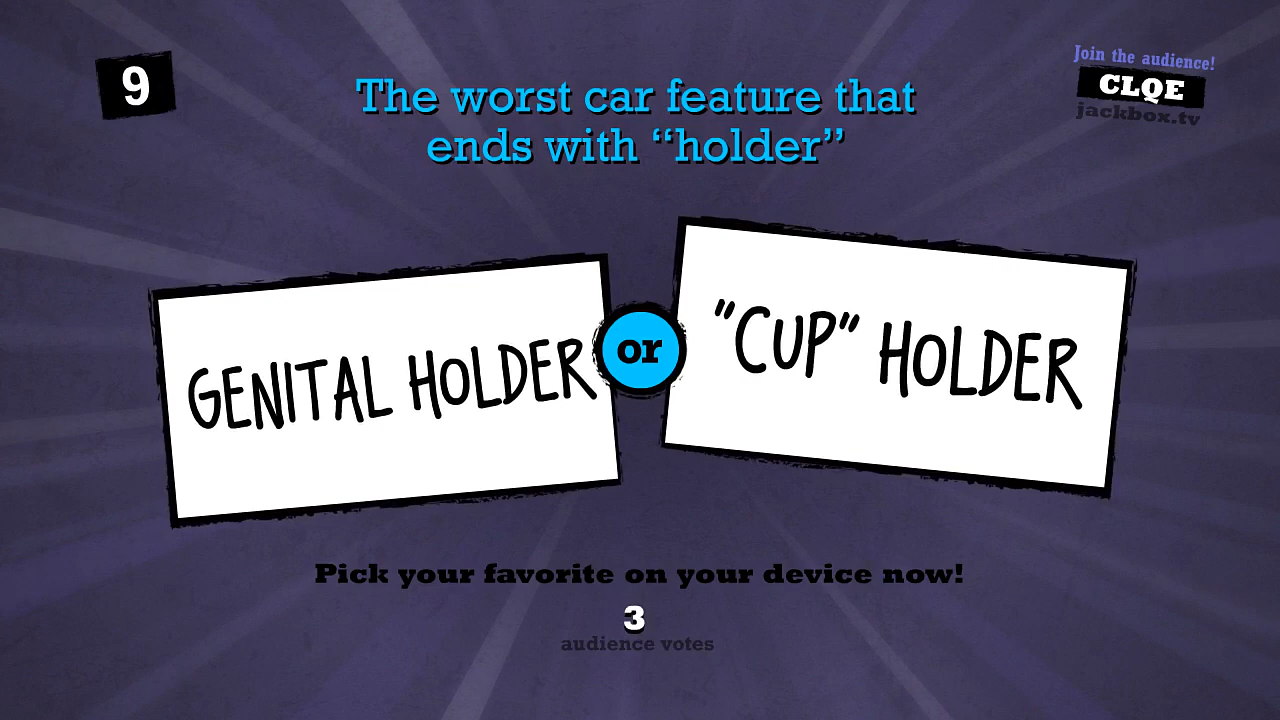 9
Join the audience!
CLQE
jackbox.tv
The worst car feature that
ends with “holder”
GENITAL HOLDER
or
"CUP" HOLDER
Pick your favorite on your device now!
3
audience votes